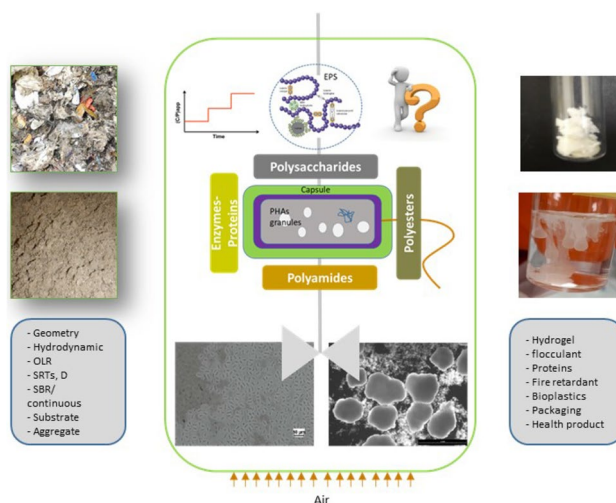 EPS
(C/P)app
Time
Polysaccharides
Enzymes-
Proteins
Capsule
PHAs
granules
Polyesters
Polyamides
- Geometry
- Hydrodynamic
- OLR
- SRTs, D
- SBR/
continuous
- Substrate
- Aggregate
- Hydrogel
- flocculant
- Proteins
- Fire retardant
- Bioplastics
- Packaging
- Health product
Air